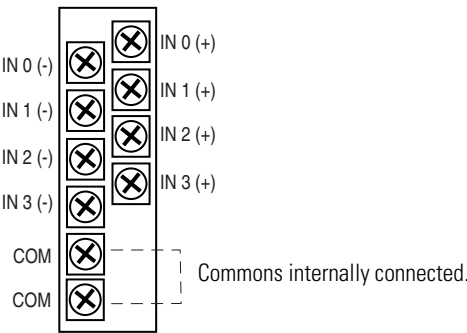 IN 0 (+)
IN 0 (-)
IN 1 (+)
IN 1 (-)
IN 2 (+)
IN 2 (-)
IN 3 (+)
IN 3 (-)
COM
Commons internally connected.
COM